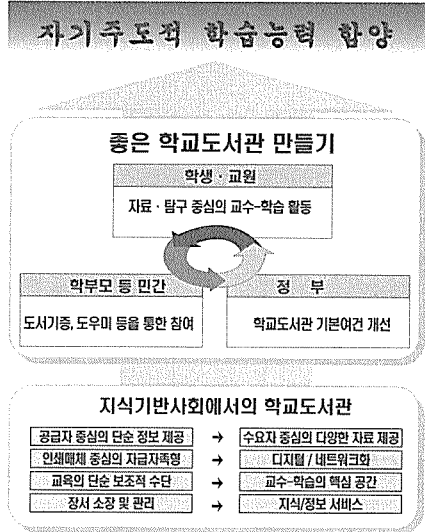 자기주도적 학습능력 함양
좋은 학교도서관 만들기
학생 · 교원
자료 · 탐구 중심의 교수-학습 활동
학부모 등 민간
도서기증, 도우미 등을 통한 참여
정 부
학교도서관 기본여건 개선
지식기반사회에서의 학교도서관
공급자 중심의 단순 정보 제공 → 수요자 중심의 다양한 자료 제공
인쇄매체 중심의 자급자족형 → 디지털 / 네트워크화
교육의 단순 보조적 수단 → 교수-학습의 핵심 공간
장서 소장 및 관리 → 지식/정보 서비스